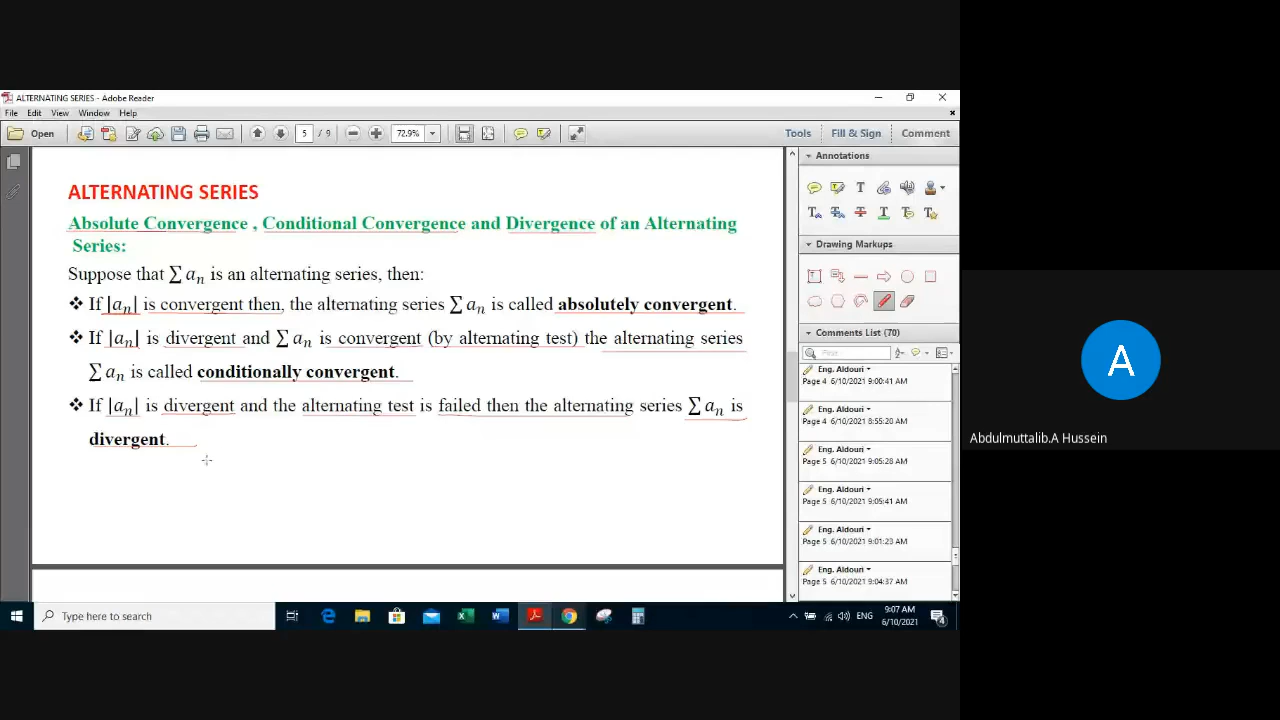 ALTERNATING SERIES - Adobe Reader
File Edit View Window Help
Open 5 / 9 72.9% Tools Fill & Sign Comment
ALTERNATING SERIES
Absolute Convergence , Conditional Convergence and Divergence of an Alternating
Series:
Suppose that ∑ aₙ is an alternating series, then:
❖ If |aₙ| is convergent then, the alternating series ∑ aₙ is called absolutely convergent.
❖ If |aₙ| is divergent and ∑ aₙ is convergent (by alternating test) the alternating series
∑ aₙ is called conditionally convergent.
❖ If |aₙ| is divergent and the alternating test is failed then the alternating series ∑ aₙ is
divergent.
Annotations
Drawing Markups
Comments List (70)
Find
Eng. Aldouri
Page 4 6/10/2021 9:00:41 AM
Eng. Aldouri
Page 4 6/10/2021 8:55:20 AM
Eng. Aldouri
Page 5 6/10/2021 9:05:28 AM
Eng. Aldouri
Page 5 6/10/2021 9:05:41 AM
Eng. Aldouri
Page 5 6/10/2021 9:01:23 AM
Eng. Aldouri
Page 5 6/10/2021 9:04:37 AM
Type here to search
ENG
9:07 AM
6/10/2021
4
A
Abdulmuttalib.A Hussein